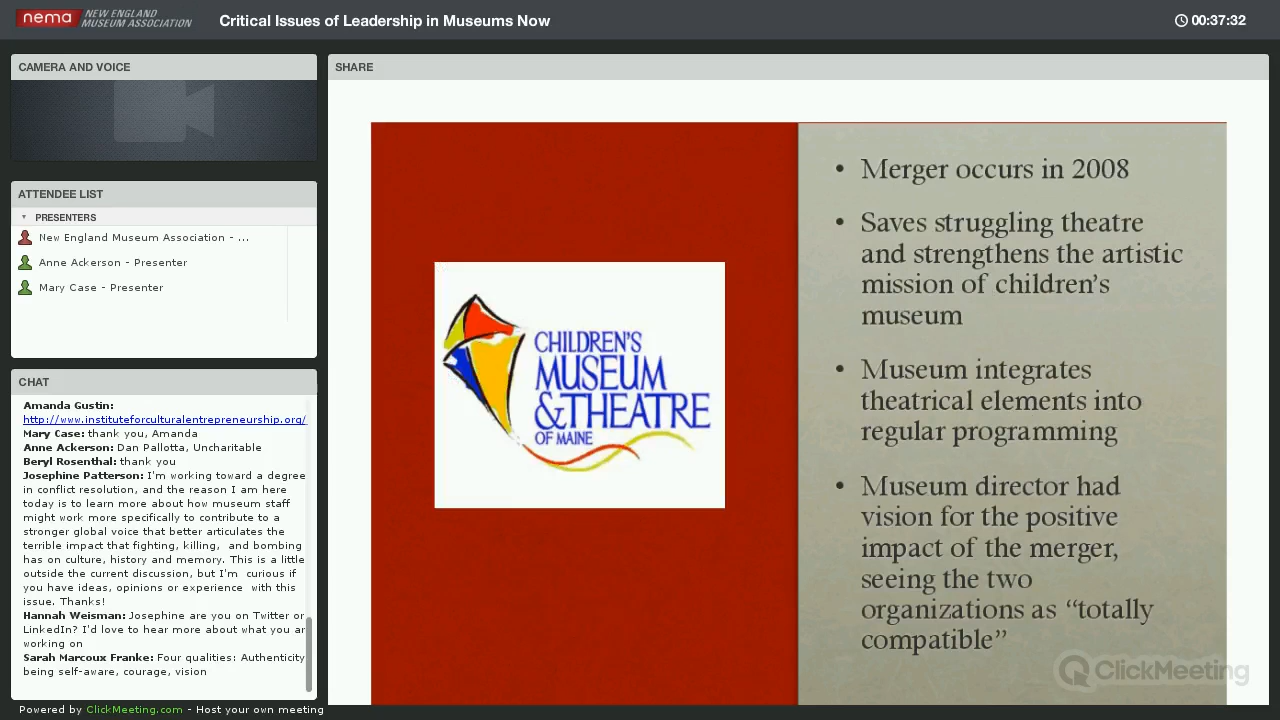 nema NEW ENGLAND
MUSEUM ASSOCIATION
Critical Issues of Leadership in Museums Now
00:37:32
CAMERA AND VOICE
ATTENDEE LIST
PRESENTERS
New England Museum Association - ...
Anne Ackerson - Presenter
Mary Case - Presenter
CHAT
Amanda Gustin:
http://www.instituteforculturalentrepreneurship.org/
Mary Case: thank you, Amanda
Anne Ackerson: Dan Pallotta, Uncharitable
Beryl Rosenthal: thank you
Josephine Patterson: I'm working toward a degree
in conflict resolution, and the reason I am here
today is to learn more about how museum staff
might work more specifically to contribute to a
stronger global voice that better articulates the
terrible impact that fighting, killing, and bombing
has on culture, history and memory. This is a little
outside the current discussion, but I'm curious if
you have ideas, opinions or experience with this
issue. Thanks!
Hannah Weisman: Josephine are you on Twitter or
LinkedIn? I'd love to hear more about what you ar
working on
Sarah Marcoux Franke: Four qualities: Authenticity
being self-aware, courage, vision
Powered by ClickMeeting.com - Host your own meeting
SHARE
CHILDREN'S
MUSEUM
&THEATRE
OF MAINE
• Merger occurs in 2008
• Saves struggling theatre
and strengthens the artistic
mission of children’s
museum
• Museum integrates
theatrical elements into
regular programming
• Museum director had
vision for the positive
impact of the merger,
seeing the two
organizations as “totally
compatible”
ClickMeeting